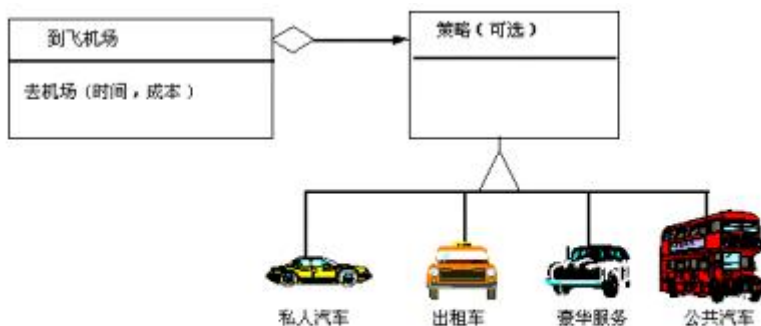 到飞机场
策略(可选)
去机场(时间,成本)
私人汽车
出租车
豪华服务
公共汽车